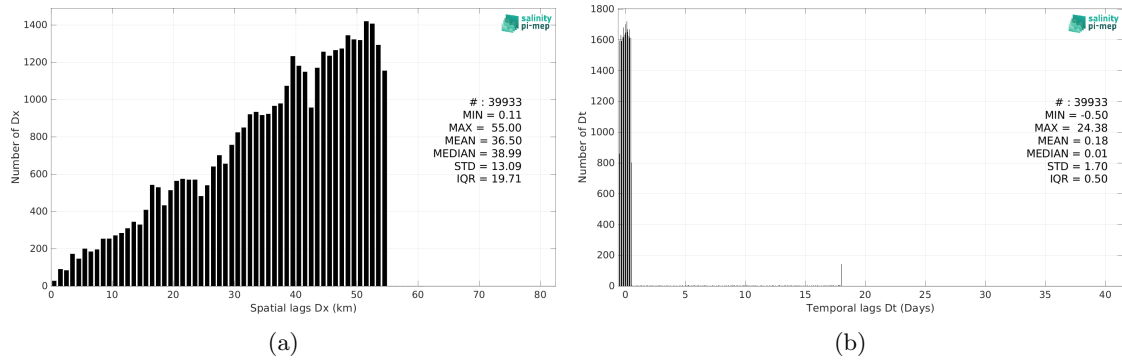 1400
1200
1000
800
600
400
200
0
Number of Dx
salinity
pi-mep
# : 39933
MIN = 0.11
MAX = 55.00
MEAN = 36.50
MEDIAN = 38.99
STD = 13.09
IQR = 19.71
0 10 20 30 40 50 60 70 80
Spatial lags Dx (km)
(a)
1800
1600
1400
1200
1000
800
600
400
200
0
Number of Dt
salinity
pi-mep
# : 39933
MIN = -0.50
MAX = 24.38
MEAN = 0.18
MEDIAN = 0.01
STD = 1.70
IQR = 0.50
0 5 10 15 20 25 30 35 40
Temporal lags Dt (Days)
(b)